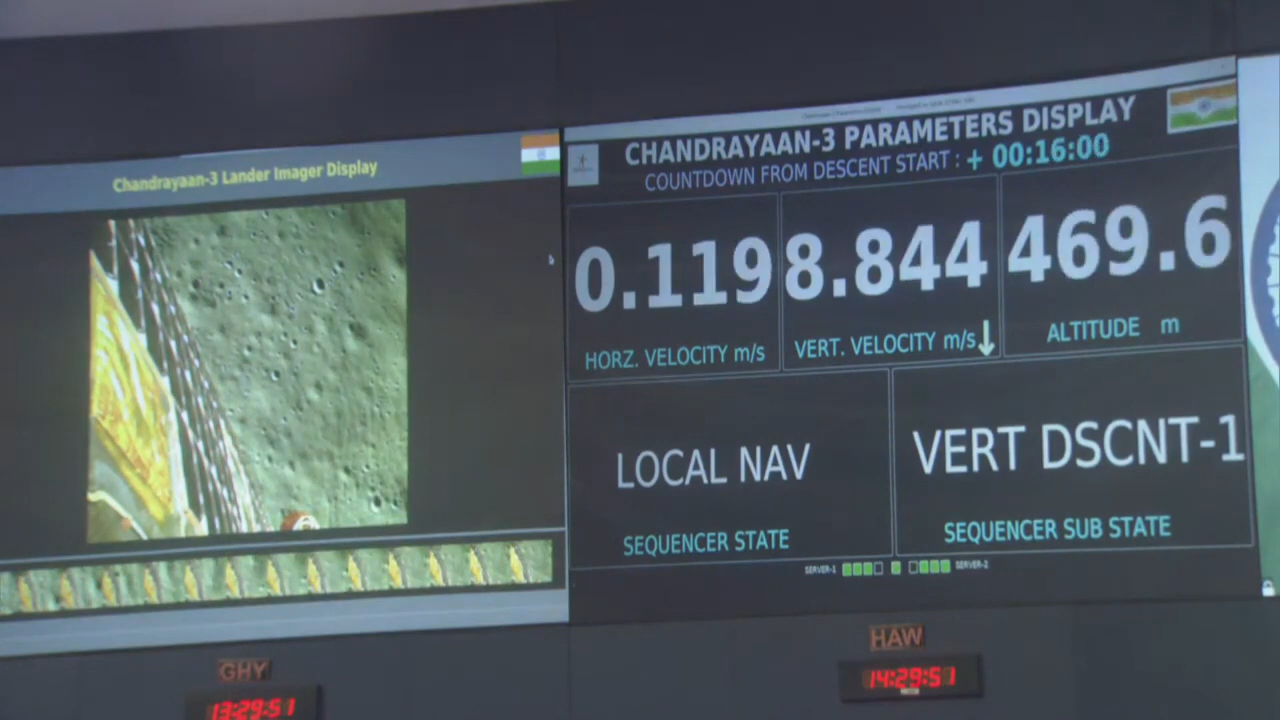 Chandrayaan-3 Lander Imager Display
CHANDRAYAAN-3 PARAMETERS DISPLAY
COUNTDOWN FROM DESCENT START : + 00:16:00
0.119 8.844 469.6
HORZ. VELOCITY m/s VERT. VELOCITY m/s ↓ ALTITUDE m
LOCAL NAV VERT DSCNT-1
SEQUENCER STATE SEQUENCER SUB STATE
SERVER-1 SERVER-2
GHY HAW
13:29:51 14:29:51